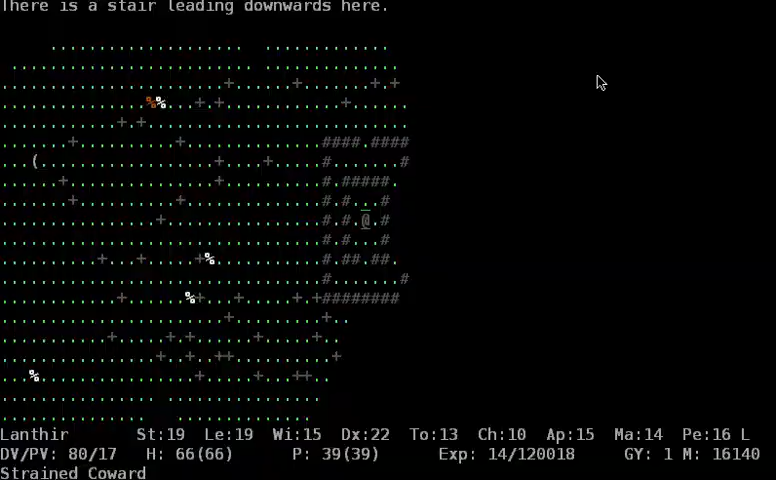 There is a stair leading downwards here.
Lanthir St:19 Le:19 Wi:15 Dx:22 To:13 Ch:10 Ap:15 Ma:14 Pe:16 L
DV/PV: 80/17 H: 66(66) P: 39(39) Exp: 14/120018 GY: 1 M: 16140
Strained Coward